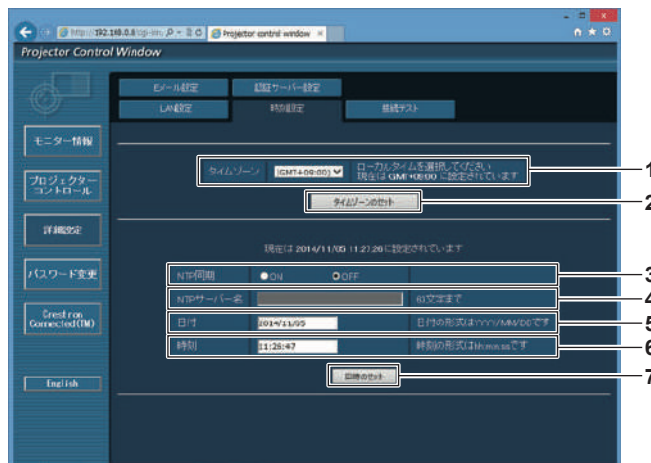 Projector control window
Projector Control Window
Eメール設定
認証サーバー設定
LAN設定
時刻設定
接続テスト
モニター情報
プロジェクター
コントロール
詳細設定
パスワード変更
Crestron
Connected(TM)
English
タイムゾーン
(GMT+09:00)
ローカルタイムを選択してください
現在は GMT+09:00 に設定されています
1
タイムゾーンのセット
2
現在は 2014/11/05 11:27:20 に設定されています
NTP同期
ON
OFF
3
NTPサーバー名
63文字まで
4
日付
2014/11/05
日付の形式はYYYY/MM/DDです
5
時刻
11:26:47
時刻の形式はhh:mm:ssです
6
日時のセット
7